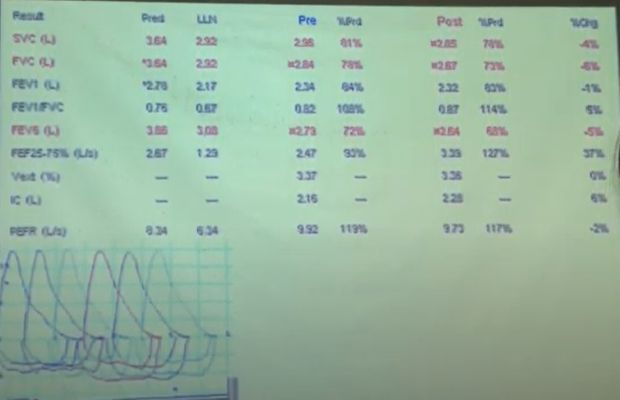 Result Pred LLN Pre %Prd Post %Prd %Chg
SVC (L) 3.64 2.92 2.95 81% ¤2.85 78% -4%
FVC (L) *3.64 2.92 ¤2.84 78% ¤2.67 73% -6%
FEV1 (L) *2.78 2.17 2.34 84% 2.32 83% -1%
FEV1/FVC 0.76 0.67 0.82 108% 0.87 114% 5%
FEV6 (L) 3.86 3.08 ¤2.79 72% ¤2.64 68% -5%
FEF25-75% (L/s) 2.67 1.29 2.47 93% 3.39 127% 37%
Vext (%) --- --- 3.37 --- 3.36 --- 0%
IC (L) --- --- 2.16 --- 2.28 --- 6%
PEFR (L/s) 8.34 6.34 9.92 119% 9.73 117% -2%